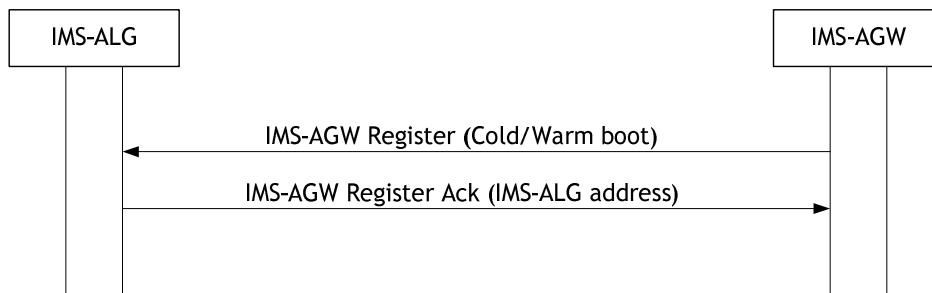 IMS-ALG
IMS-AGW
IMS-AGW Register (Cold/Warm boot)
IMS-AGW Register Ack (IMS-ALG address)